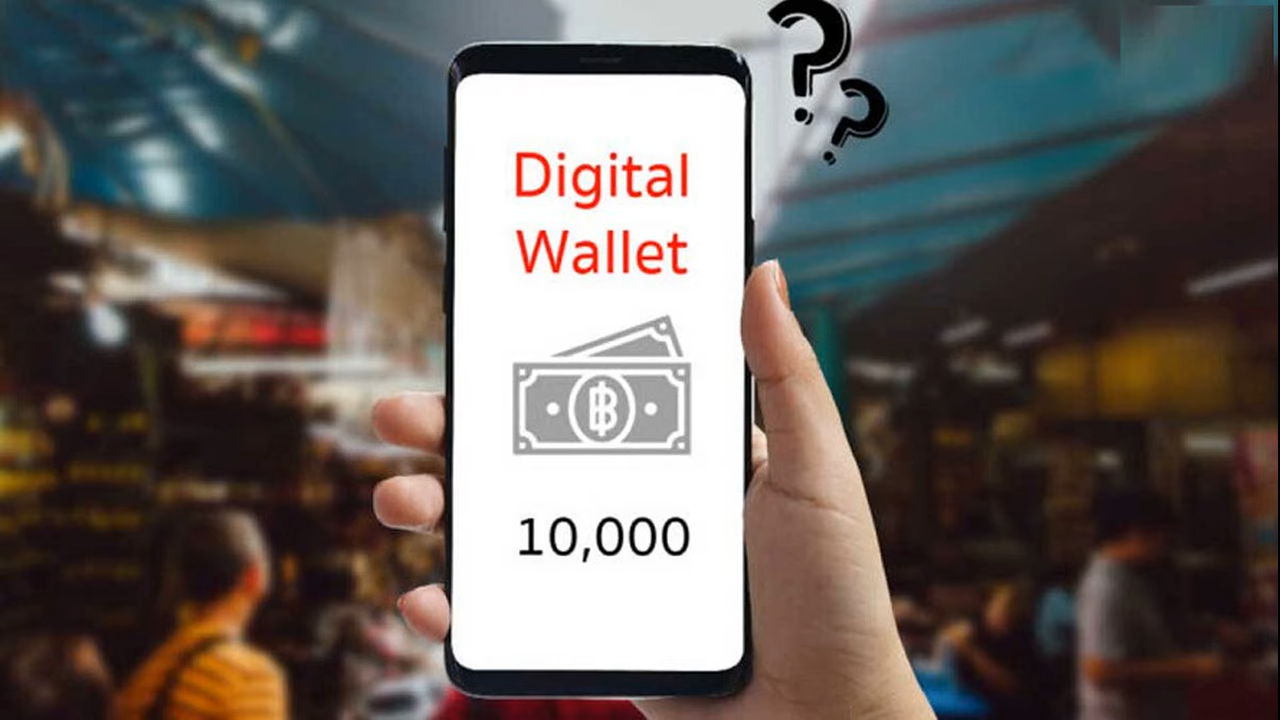 ? ?
Digital
Wallet
฿
10,000